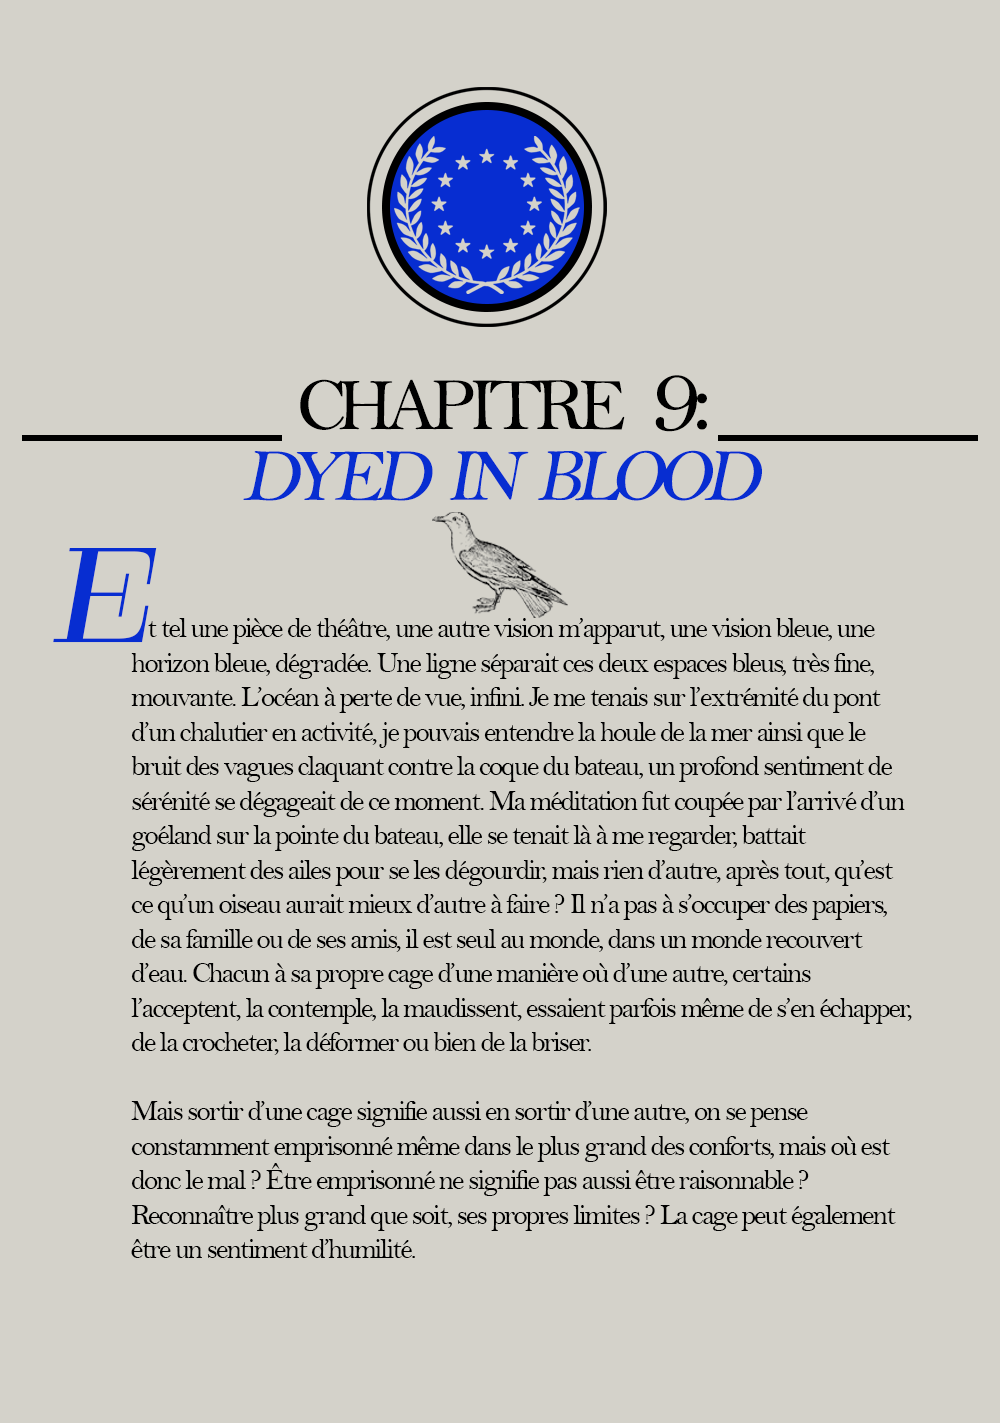 CHAPITRE 9:
DYED IN BLOOD
Et tel une pièce de théâtre, une autre vision m’apparut, une vision bleue, une
horizon bleue, dégradée. Une ligne séparait ces deux espaces bleus, très fine,
mouvante. L’océan à perte de vue, infini. Je me tenais sur l’extrémité du pont
d’un chalutier en activité, je pouvais entendre la houle de la mer ainsi que le
bruit des vagues claquant contre la coque du bateau, un profond sentiment de
sérénité se dégageait de ce moment. Ma méditation fut coupée par l’arrivé d’un
goéland sur la pointe du bateau, elle se tenait là à me regarder, battait
légèrement des ailes pour se les dégourdir, mais rien d’autre, après tout, qu’est
ce qu’un oiseau aurait mieux d’autre à faire ? Il n’a pas à s’occuper des papiers,
de sa famille ou de ses amis, il est seul au monde, dans un monde recouvert
d’eau. Chacun à sa propre cage d’une manière où d’une autre, certains
l’acceptent, la contemple, la maudissent, essaient parfois même de s’en échapper,
de la crocheter, la déformer ou bien de la briser.
Mais sortir d’une cage signifie aussi en sortir d’une autre, on se pense
constamment emprisonné même dans le plus grand des conforts, mais où est
donc le mal ? Être emprisonné ne signifie pas aussi être raisonnable ?
Reconnaître plus grand que soit, ses propres limites ? La cage peut également
être un sentiment d’humilité.